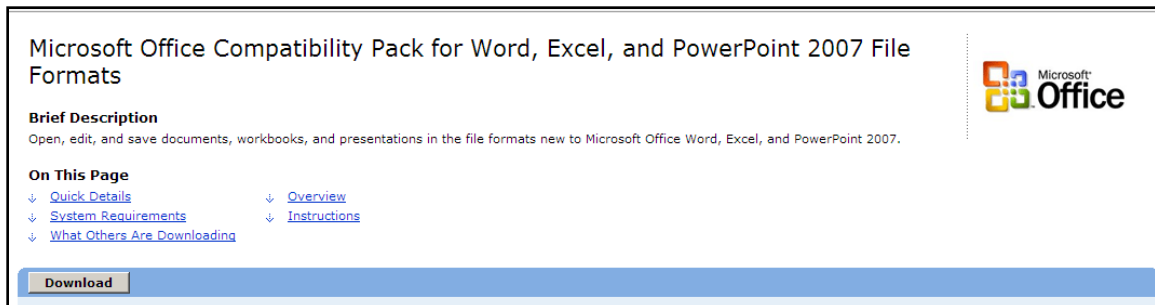 Microsoft Office Compatibility Pack for Word, Excel, and PowerPoint 2007 File
Formats
Microsoft
Office
Brief Description
Open, edit, and save documents, workbooks, and presentations in the file formats new to Microsoft Office Word, Excel, and PowerPoint 2007.
On This Page
Quick Details
Overview
System Requirements
Instructions
What Others Are Downloading
Download